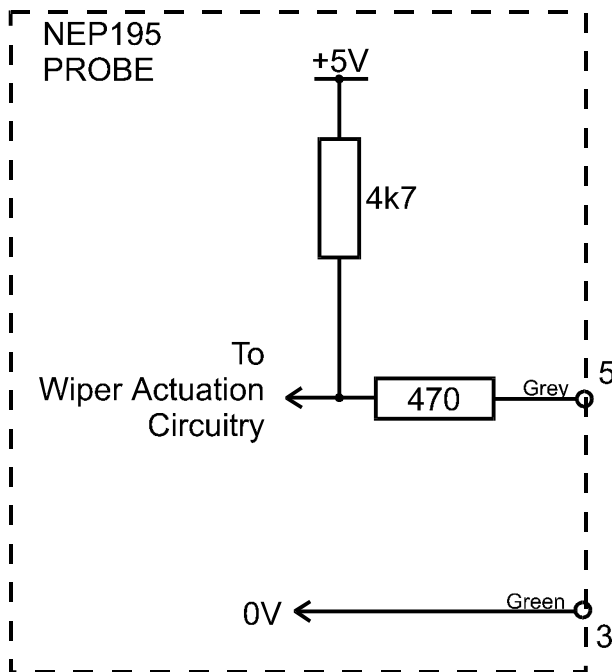 NEP195
PROBE
+5V
4k7
To
Wiper Actuation
Circuitry
470
Grey
5
0V
Green
3